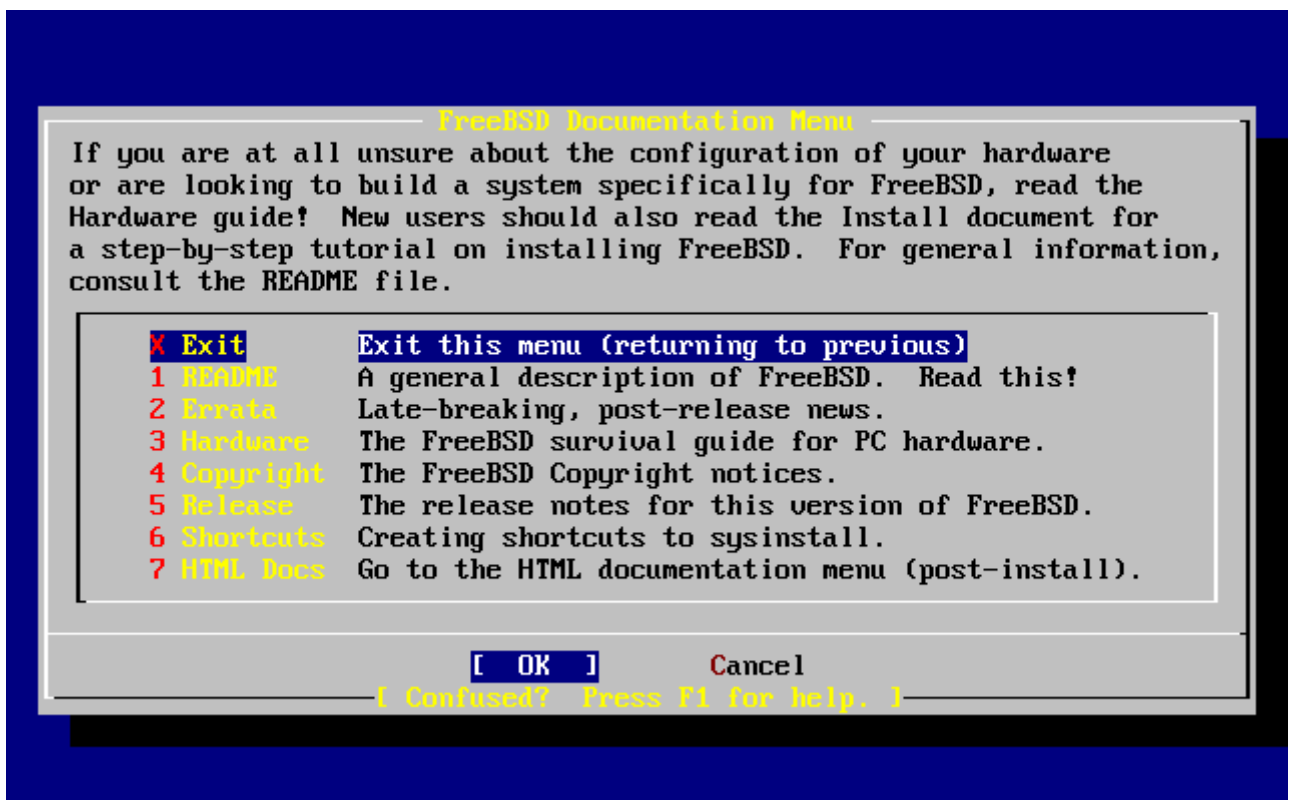 FreeBSD Documentation Menu
If you are at all unsure about the configuration of your hardware
or are looking to build a system specifically for FreeBSD, read the
Hardware guide!  New users should also read the Install document for
a step-by-step tutorial on installing FreeBSD.  For general information,
consult the README file.
X Exit Exit this menu (returning to previous)
1 README A general description of FreeBSD.  Read this!
2 Errata Late-breaking, post-release news.
3 Hardware The FreeBSD survival guide for PC hardware.
4 Copyright The FreeBSD Copyright notices.
5 Release The release notes for this version of FreeBSD.
6 Shortcuts Creating shortcuts to sysinstall.
7 HTML Docs Go to the HTML documentation menu (post-install).
[ OK ] Cancel
[ Confused?  Press F1 for help. ]